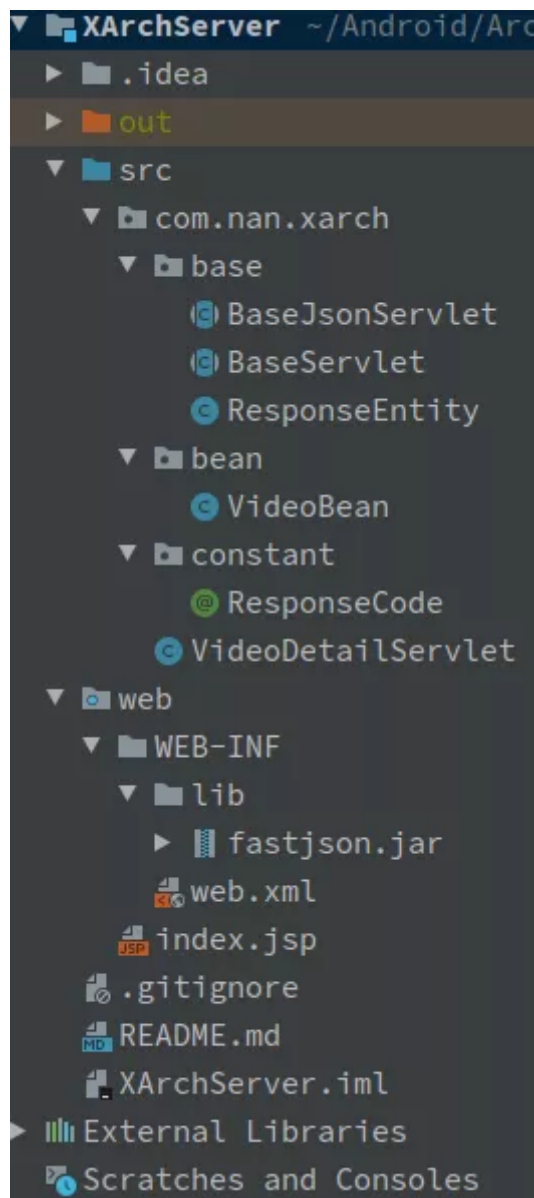 XArchServer ~/Android/Arc
.idea
out
src
com.nan.xarch
base
BaseJsonServlet
BaseServlet
ResponseEntity
bean
VideoBean
constant
ResponseCode
VideoDetailServlet
web
WEB-INF
lib
fastjson.jar
web.xml
index.jsp
.gitignore
README.md
XArchServer.iml
External Libraries
Scratches and Consoles